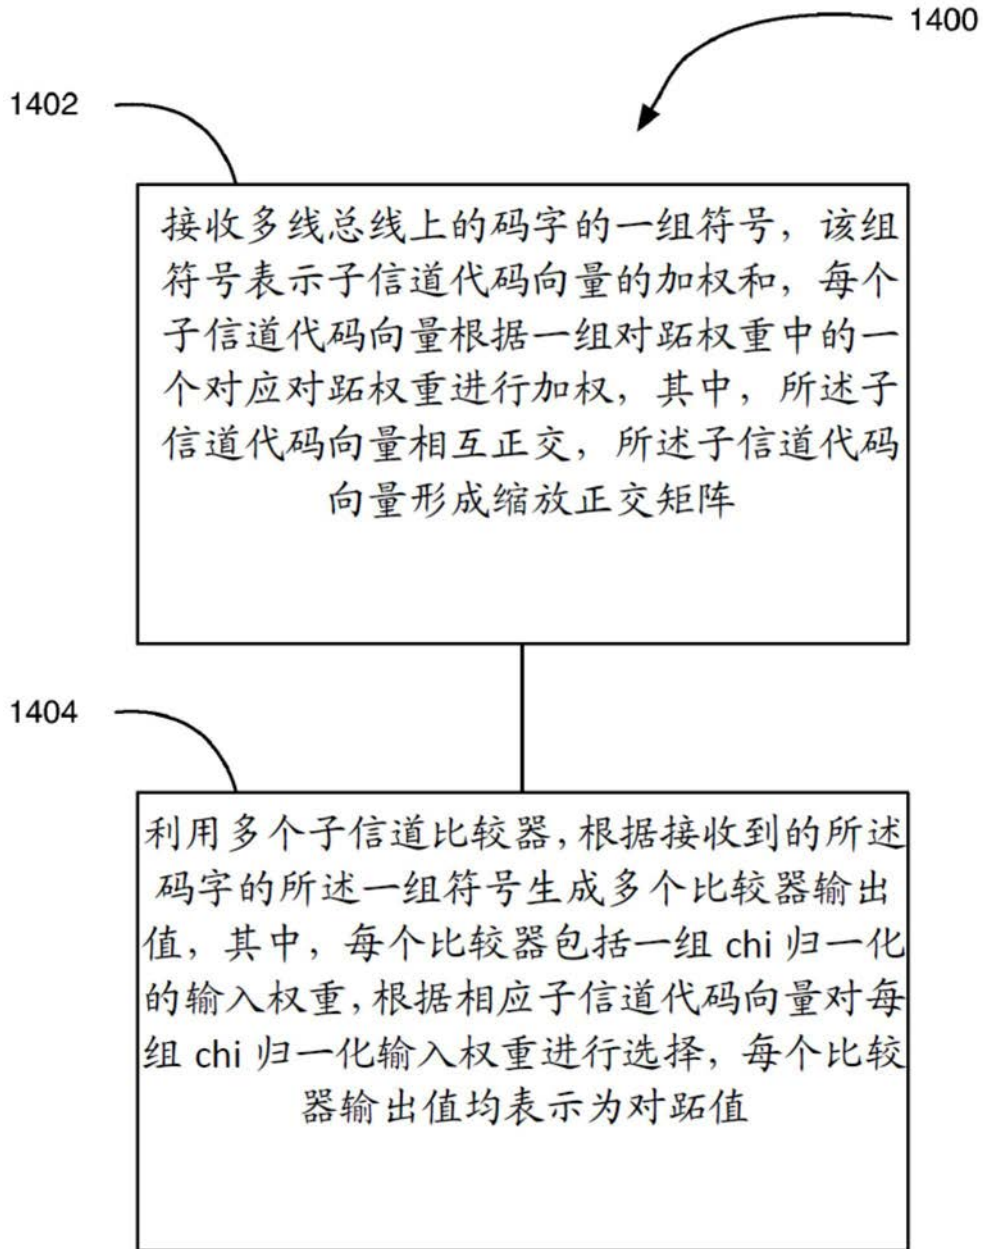 1400
1402
接收多线总线上的码字的一组符号，该组
符号表示子信道代码向量的加权和，每个
子信道代码向量根据一组对跖权重中的一
个对应对跖权重进行加权，其中，所述子
信道代码向量相互正交，所述子信道代码
向量形成缩放正交矩阵
1404
利用多个子信道比较器，根据接收到的所述
码字的所述一组符号生成多个比较器输出
值，其中，每个比较器包括一组 chi 归一化
的输入权重，根据相应子信道代码向量对每
组 chi 归一化输入权重进行选择，每个比较
器输出值均表示为对跖值